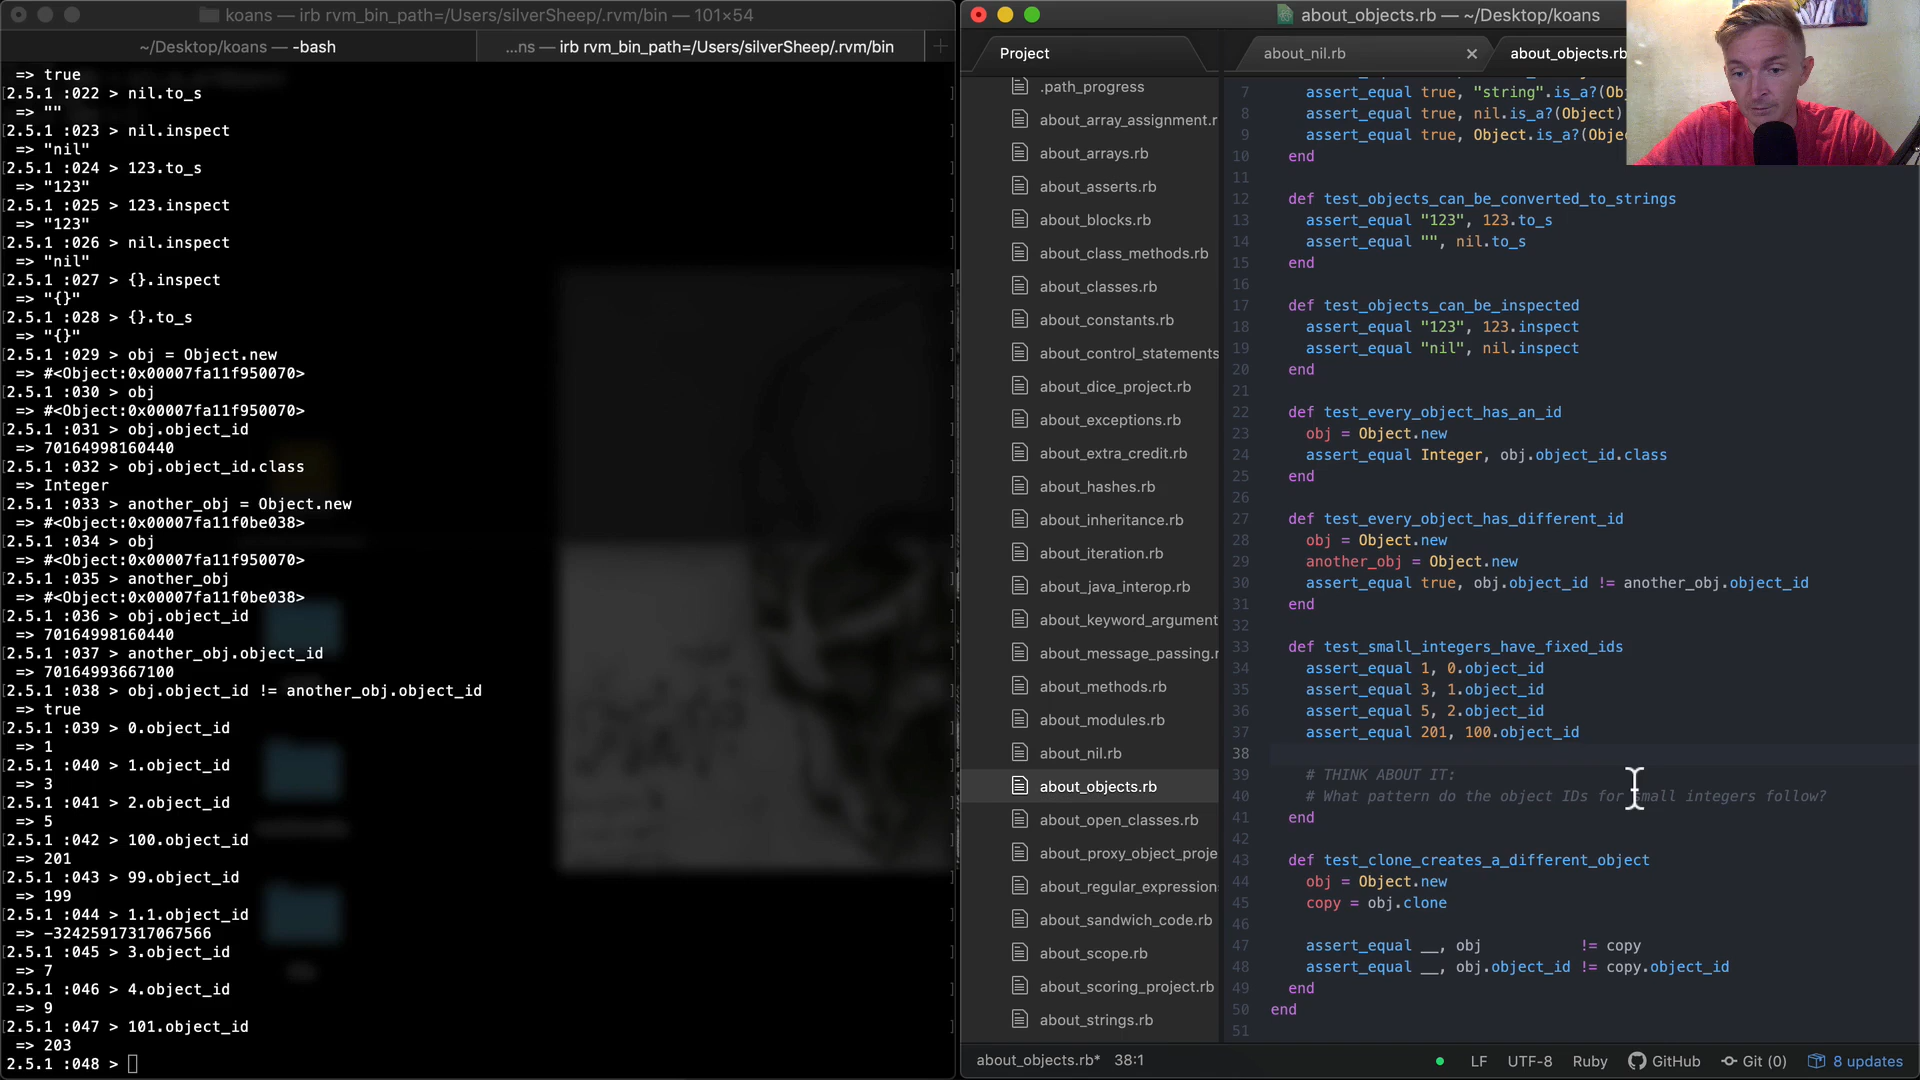 koans — irb rvm_bin_path=/Users/silverSheep/.rvm/bin — 101×54
~/Desktop/koans — -bash
...ns — irb rvm_bin_path=/Users/silverSheep/.rvm/bin
=> true
[2.5.1 :022 > nil.to_s
=> ""
[2.5.1 :023 > nil.inspect
=> "nil"
[2.5.1 :024 > 123.to_s
=> "123"
[2.5.1 :025 > 123.inspect
=> "123"
[2.5.1 :026 > nil.inspect
=> "nil"
[2.5.1 :027 > {}.inspect
=> "{}"
[2.5.1 :028 > {}.to_s
=> "{}"
[2.5.1 :029 > obj = Object.new
=> #<Object:0x00007fa11f950070>
[2.5.1 :030 > obj
=> #<Object:0x00007fa11f950070>
[2.5.1 :031 > obj.object_id
=> 70164998160440
[2.5.1 :032 > obj.object_id.class
=> Integer
[2.5.1 :033 > another_obj = Object.new
=> #<Object:0x00007fa11f0be038>
[2.5.1 :034 > obj
=> #<Object:0x00007fa11f950070>
[2.5.1 :035 > another_obj
=> #<Object:0x00007fa11f0be038>
[2.5.1 :036 > obj.object_id
=> 70164998160440
[2.5.1 :037 > another_obj.object_id
=> 70164993667100
[2.5.1 :038 > obj.object_id != another_obj.object_id
=> true
[2.5.1 :039 > 0.object_id
=> 1
[2.5.1 :040 > 1.object_id
=> 3
[2.5.1 :041 > 2.object_id
=> 5
[2.5.1 :042 > 100.object_id
=> 201
[2.5.1 :043 > 99.object_id
=> 199
[2.5.1 :044 > 1.1.object_id
=> -32425917317067566
[2.5.1 :045 > 3.object_id
=> 7
[2.5.1 :046 > 4.object_id
=> 9
[2.5.1 :047 > 101.object_id
=> 203
2.5.1 :048 >
about_objects.rb — ~/Desktop/koans
Project
about_nil.rb
about_objects.rb
.path_progress
about_array_assignment.r
about_arrays.rb
about_asserts.rb
about_blocks.rb
about_class_methods.rb
about_classes.rb
about_constants.rb
about_control_statements
about_dice_project.rb
about_exceptions.rb
about_extra_credit.rb
about_hashes.rb
about_inheritance.rb
about_iteration.rb
about_java_interop.rb
about_keyword_argument
about_message_passing.r
about_methods.rb
about_modules.rb
about_nil.rb
about_objects.rb
about_open_classes.rb
about_proxy_object_proje
about_regular_expression
about_sandwich_code.rb
about_scope.rb
about_scoring_project.rb
about_strings.rb
7 assert_equal true, "string".is_a?(Ob
8 assert_equal true, nil.is_a?(Object)
9 assert_equal true, Object.is_a?(Obje
10 end
11
12 def test_objects_can_be_converted_to_strings
13 assert_equal "123", 123.to_s
14 assert_equal "", nil.to_s
15 end
16
17 def test_objects_can_be_inspected
18 assert_equal "123", 123.inspect
19 assert_equal "nil", nil.inspect
20 end
21
22 def test_every_object_has_an_id
23 obj = Object.new
24 assert_equal Integer, obj.object_id.class
25 end
26
27 def test_every_object_has_different_id
28 obj = Object.new
29 another_obj = Object.new
30 assert_equal true, obj.object_id != another_obj.object_id
31 end
32
33 def test_small_integers_have_fixed_ids
34 assert_equal 1, 0.object_id
35 assert_equal 3, 1.object_id
36 assert_equal 5, 2.object_id
37 assert_equal 201, 100.object_id
38
39 # THINK ABOUT IT:
40 # What pattern do the object IDs for small integers follow?
41 end
42
43 def test_clone_creates_a_different_object
44 obj = Object.new
45 copy = obj.clone
46
47 assert_equal __, obj != copy
48 assert_equal __, obj.object_id != copy.object_id
49 end
50 end
51
about_objects.rb* 38:1
LF UTF-8 Ruby GitHub Git (0) 8 updates